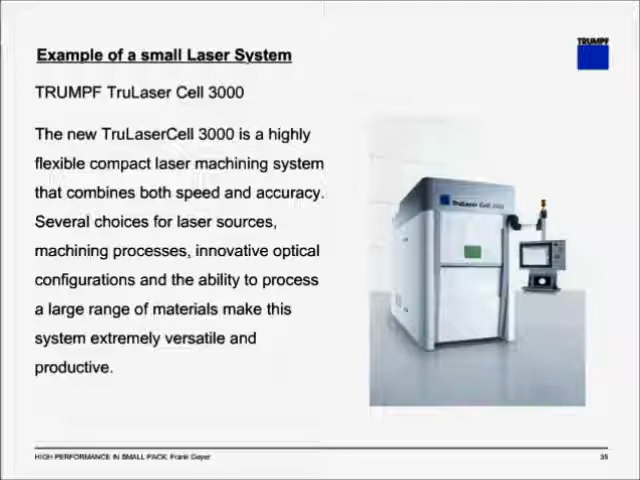 Example of a small Laser System
TRUMPF
TRUMPF TruLaser Cell 3000
The new TruLaserCell 3000 is a highly
flexible compact laser machining system
that combines both speed and accuracy.
Several choices for laser sources,
machining processes, innovative optical
configurations and the ability to process
a large range of materials make this
system extremely versatile and
productive.
TruLaser Cell 3000
HIGH PERFORMANCE IN SMALL PACK. Frank Geyer
35